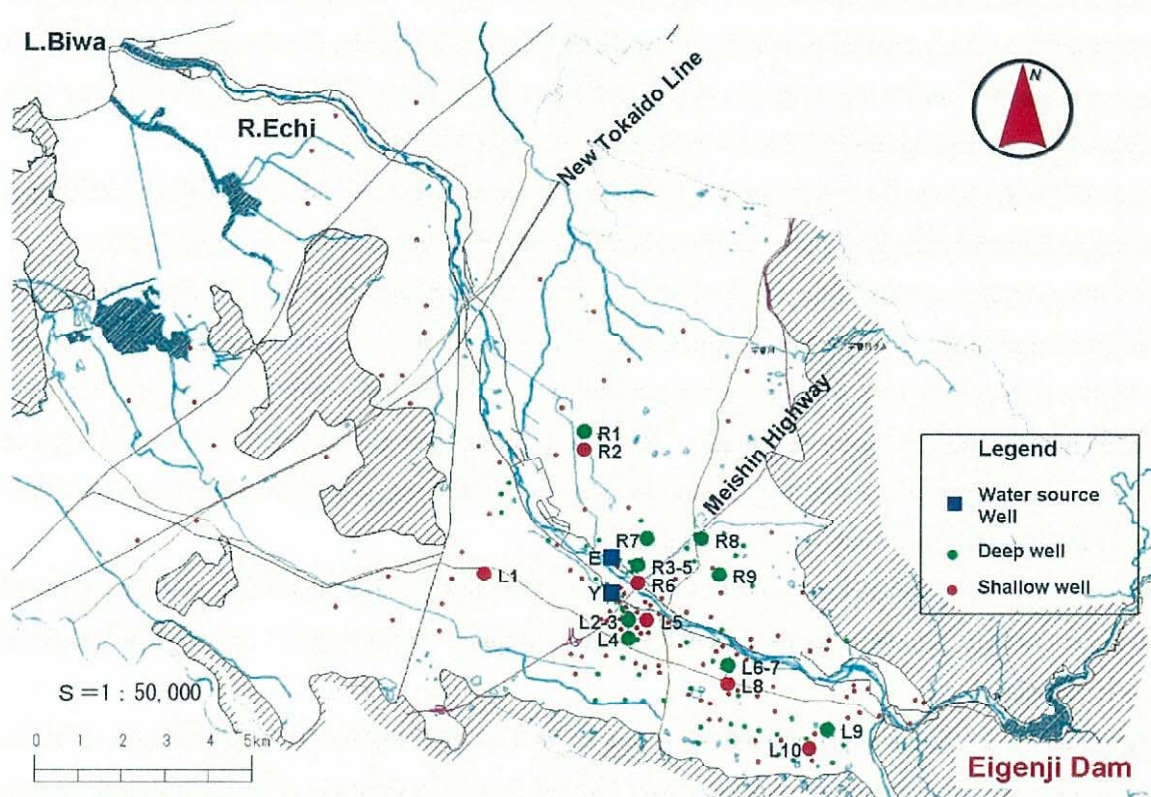 L.Biwa
R.Echi
New Tokaido Line
N
Meishin Highway
R1
R2
Legend
Water source
Well
Deep well
Shallow well
R7
R8
E
R3-5
R9
L1
R6
Y
L2-3
L5
L4
L6-7
L8
S=1:50,000
0 1 2 3 4 5km
L9
L10
Eigenji Dam